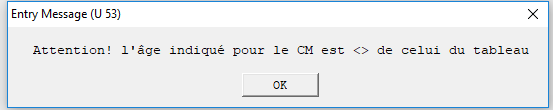 Entry Message (U 53)
Attention! l'âge indiqué pour le CM est <> de celui du tableau
OK